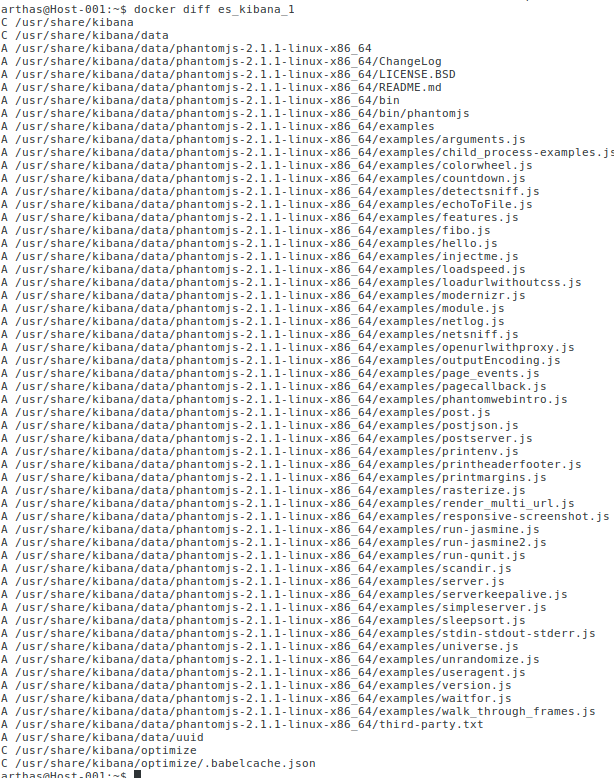 arthas@Host-001:~$ docker diff es_kibana_1
C /usr/share/kibana
C /usr/share/kibana/data
A /usr/share/kibana/data/phantomjs-2.1.1-linux-x86_64
A /usr/share/kibana/data/phantomjs-2.1.1-linux-x86_64/ChangeLog
A /usr/share/kibana/data/phantomjs-2.1.1-linux-x86_64/LICENSE.BSD
A /usr/share/kibana/data/phantomjs-2.1.1-linux-x86_64/README.md
A /usr/share/kibana/data/phantomjs-2.1.1-linux-x86_64/bin
A /usr/share/kibana/data/phantomjs-2.1.1-linux-x86_64/bin/phantomjs
A /usr/share/kibana/data/phantomjs-2.1.1-linux-x86_64/examples
A /usr/share/kibana/data/phantomjs-2.1.1-linux-x86_64/examples/arguments.js
A /usr/share/kibana/data/phantomjs-2.1.1-linux-x86_64/examples/child_process-examples.js
A /usr/share/kibana/data/phantomjs-2.1.1-linux-x86_64/examples/colorwheel.js
A /usr/share/kibana/data/phantomjs-2.1.1-linux-x86_64/examples/countdown.js
A /usr/share/kibana/data/phantomjs-2.1.1-linux-x86_64/examples/detectsniff.js
A /usr/share/kibana/data/phantomjs-2.1.1-linux-x86_64/examples/echoToFile.js
A /usr/share/kibana/data/phantomjs-2.1.1-linux-x86_64/examples/features.js
A /usr/share/kibana/data/phantomjs-2.1.1-linux-x86_64/examples/fibo.js
A /usr/share/kibana/data/phantomjs-2.1.1-linux-x86_64/examples/hello.js
A /usr/share/kibana/data/phantomjs-2.1.1-linux-x86_64/examples/injectme.js
A /usr/share/kibana/data/phantomjs-2.1.1-linux-x86_64/examples/loadspeed.js
A /usr/share/kibana/data/phantomjs-2.1.1-linux-x86_64/examples/loadurlwithoutcss.js
A /usr/share/kibana/data/phantomjs-2.1.1-linux-x86_64/examples/modernizr.js
A /usr/share/kibana/data/phantomjs-2.1.1-linux-x86_64/examples/module.js
A /usr/share/kibana/data/phantomjs-2.1.1-linux-x86_64/examples/netlog.js
A /usr/share/kibana/data/phantomjs-2.1.1-linux-x86_64/examples/netsniff.js
A /usr/share/kibana/data/phantomjs-2.1.1-linux-x86_64/examples/openurlwithproxy.js
A /usr/share/kibana/data/phantomjs-2.1.1-linux-x86_64/examples/outputEncoding.js
A /usr/share/kibana/data/phantomjs-2.1.1-linux-x86_64/examples/page_events.js
A /usr/share/kibana/data/phantomjs-2.1.1-linux-x86_64/examples/pagecallback.js
A /usr/share/kibana/data/phantomjs-2.1.1-linux-x86_64/examples/phantomwebintro.js
A /usr/share/kibana/data/phantomjs-2.1.1-linux-x86_64/examples/post.js
A /usr/share/kibana/data/phantomjs-2.1.1-linux-x86_64/examples/postjson.js
A /usr/share/kibana/data/phantomjs-2.1.1-linux-x86_64/examples/postserver.js
A /usr/share/kibana/data/phantomjs-2.1.1-linux-x86_64/examples/printenv.js
A /usr/share/kibana/data/phantomjs-2.1.1-linux-x86_64/examples/printheaderfooter.js
A /usr/share/kibana/data/phantomjs-2.1.1-linux-x86_64/examples/printmargins.js
A /usr/share/kibana/data/phantomjs-2.1.1-linux-x86_64/examples/rasterize.js
A /usr/share/kibana/data/phantomjs-2.1.1-linux-x86_64/examples/render_multi_url.js
A /usr/share/kibana/data/phantomjs-2.1.1-linux-x86_64/examples/responsive-screenshot.js
A /usr/share/kibana/data/phantomjs-2.1.1-linux-x86_64/examples/run-jasmine.js
A /usr/share/kibana/data/phantomjs-2.1.1-linux-x86_64/examples/run-jasmine2.js
A /usr/share/kibana/data/phantomjs-2.1.1-linux-x86_64/examples/run-qunit.js
A /usr/share/kibana/data/phantomjs-2.1.1-linux-x86_64/examples/scandir.js
A /usr/share/kibana/data/phantomjs-2.1.1-linux-x86_64/examples/server.js
A /usr/share/kibana/data/phantomjs-2.1.1-linux-x86_64/examples/serverkeepalive.js
A /usr/share/kibana/data/phantomjs-2.1.1-linux-x86_64/examples/simpleserver.js
A /usr/share/kibana/data/phantomjs-2.1.1-linux-x86_64/examples/sleepsort.js
A /usr/share/kibana/data/phantomjs-2.1.1-linux-x86_64/examples/stdin-stdout-stderr.js
A /usr/share/kibana/data/phantomjs-2.1.1-linux-x86_64/examples/universe.js
A /usr/share/kibana/data/phantomjs-2.1.1-linux-x86_64/examples/unrandomize.js
A /usr/share/kibana/data/phantomjs-2.1.1-linux-x86_64/examples/useragent.js
A /usr/share/kibana/data/phantomjs-2.1.1-linux-x86_64/examples/version.js
A /usr/share/kibana/data/phantomjs-2.1.1-linux-x86_64/examples/waitfor.js
A /usr/share/kibana/data/phantomjs-2.1.1-linux-x86_64/examples/walk_through_frames.js
A /usr/share/kibana/data/phantomjs-2.1.1-linux-x86_64/third-party.txt
A /usr/share/kibana/data/uuid
C /usr/share/kibana/optimize
C /usr/share/kibana/optimize/.babelcache.json
arthas@Host-001:~$